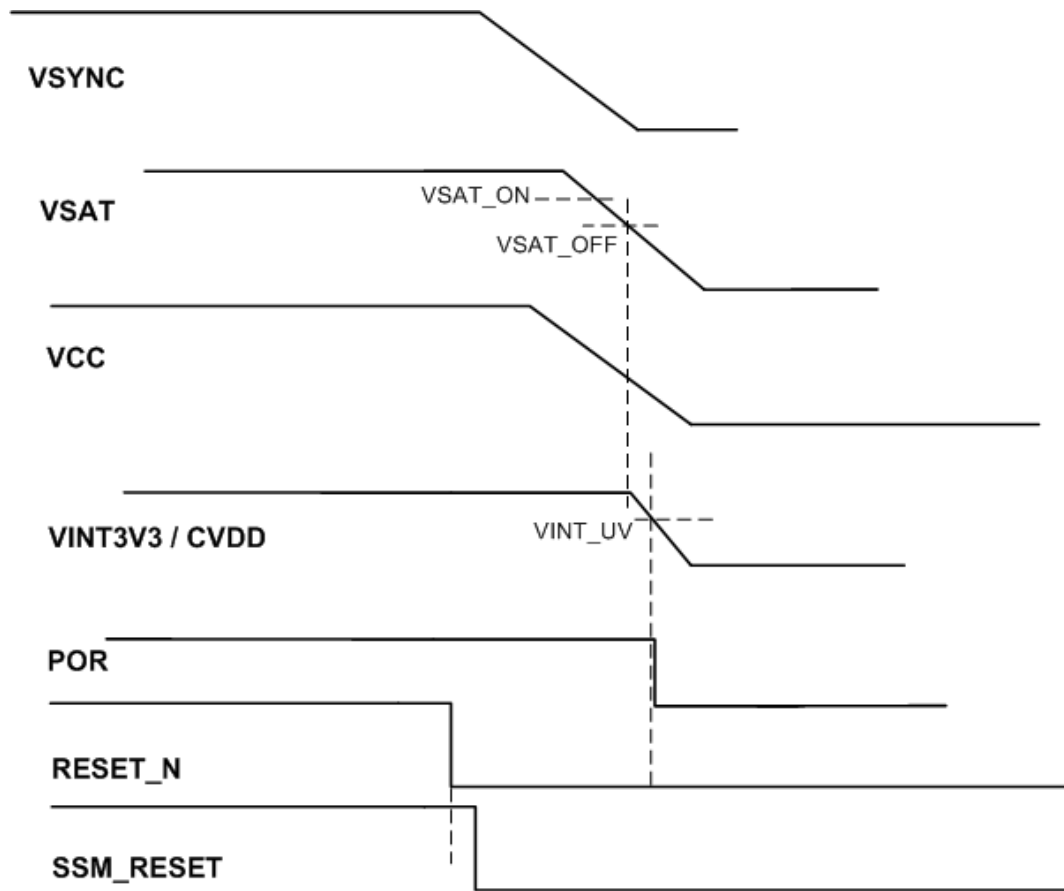 VSYNC
VSAT_ON
VSAT
VSAT_OFF
VCC
VINT_UV
VINT3V3 / CVDD
POR
RESET_N
SSM_RESET